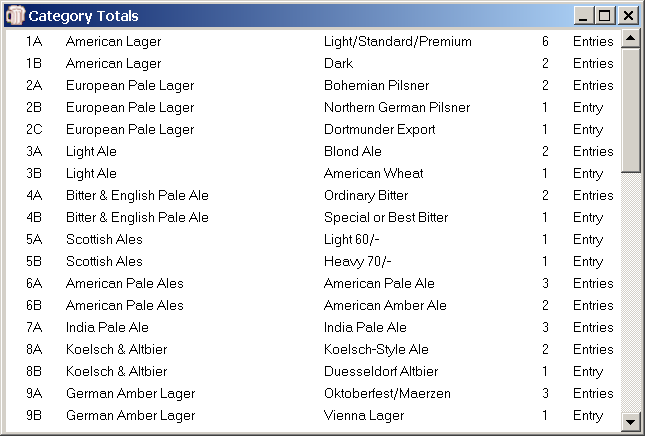 Category Totals
1A American Lager Light/Standard/Premium 6 Entries
1B American Lager Dark 2 Entries
2A European Pale Lager Bohemian Pilsner 2 Entries
2B European Pale Lager Northern German Pilsner 1 Entry
2C European Pale Lager Dortmunder Export 1 Entry
3A Light Ale Blond Ale 2 Entries
3B Light Ale American Wheat 1 Entry
4A Bitter & English Pale Ale Ordinary Bitter 2 Entries
4B Bitter & English Pale Ale Special or Best Bitter 1 Entry
5A Scottish Ales Light 60/- 1 Entry
5B Scottish Ales Heavy 70/- 1 Entry
6A American Pale Ales American Pale Ale 3 Entries
6B American Pale Ales American Amber Ale 2 Entries
7A India Pale Ale India Pale Ale 3 Entries
8A Koelsch & Altbier Koelsch-Style Ale 2 Entries
8B Koelsch & Altbier Duesseldorf Altbier 1 Entry
9A German Amber Lager Oktoberfest/Maerzen 3 Entries
9B German Amber Lager Vienna Lager 1 Entry